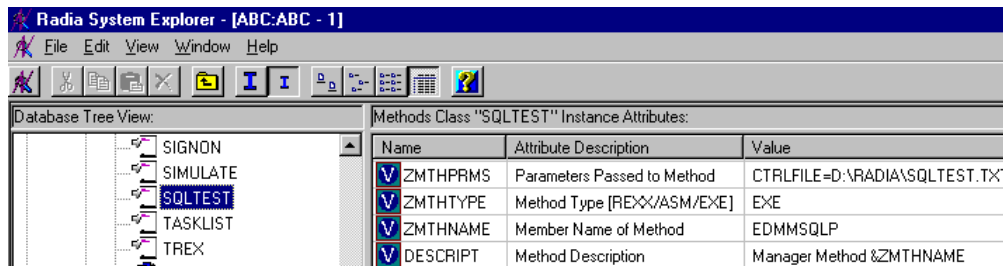 Radia System Explorer - [ABC:ABC - 1]
File Edit View Window Help
Database Tree View:
SIGNON
SIMULATE
SQLTEST
TASKLIST
TREX
Methods Class "SQLTEST" Instance Attributes:
Name Attribute Description Value
V ZMTHPRMS Parameters Passed to Method CTRLFILE=D:\RADIA\SQLTEST.TXT
V ZMTHTYPE Method Type [REXX/ASM/EXE] EXE
V ZMTHNAME Member Name of Method EDMMSQLP
V DESCRIPT Method Description Manager Method &ZMTHNAME